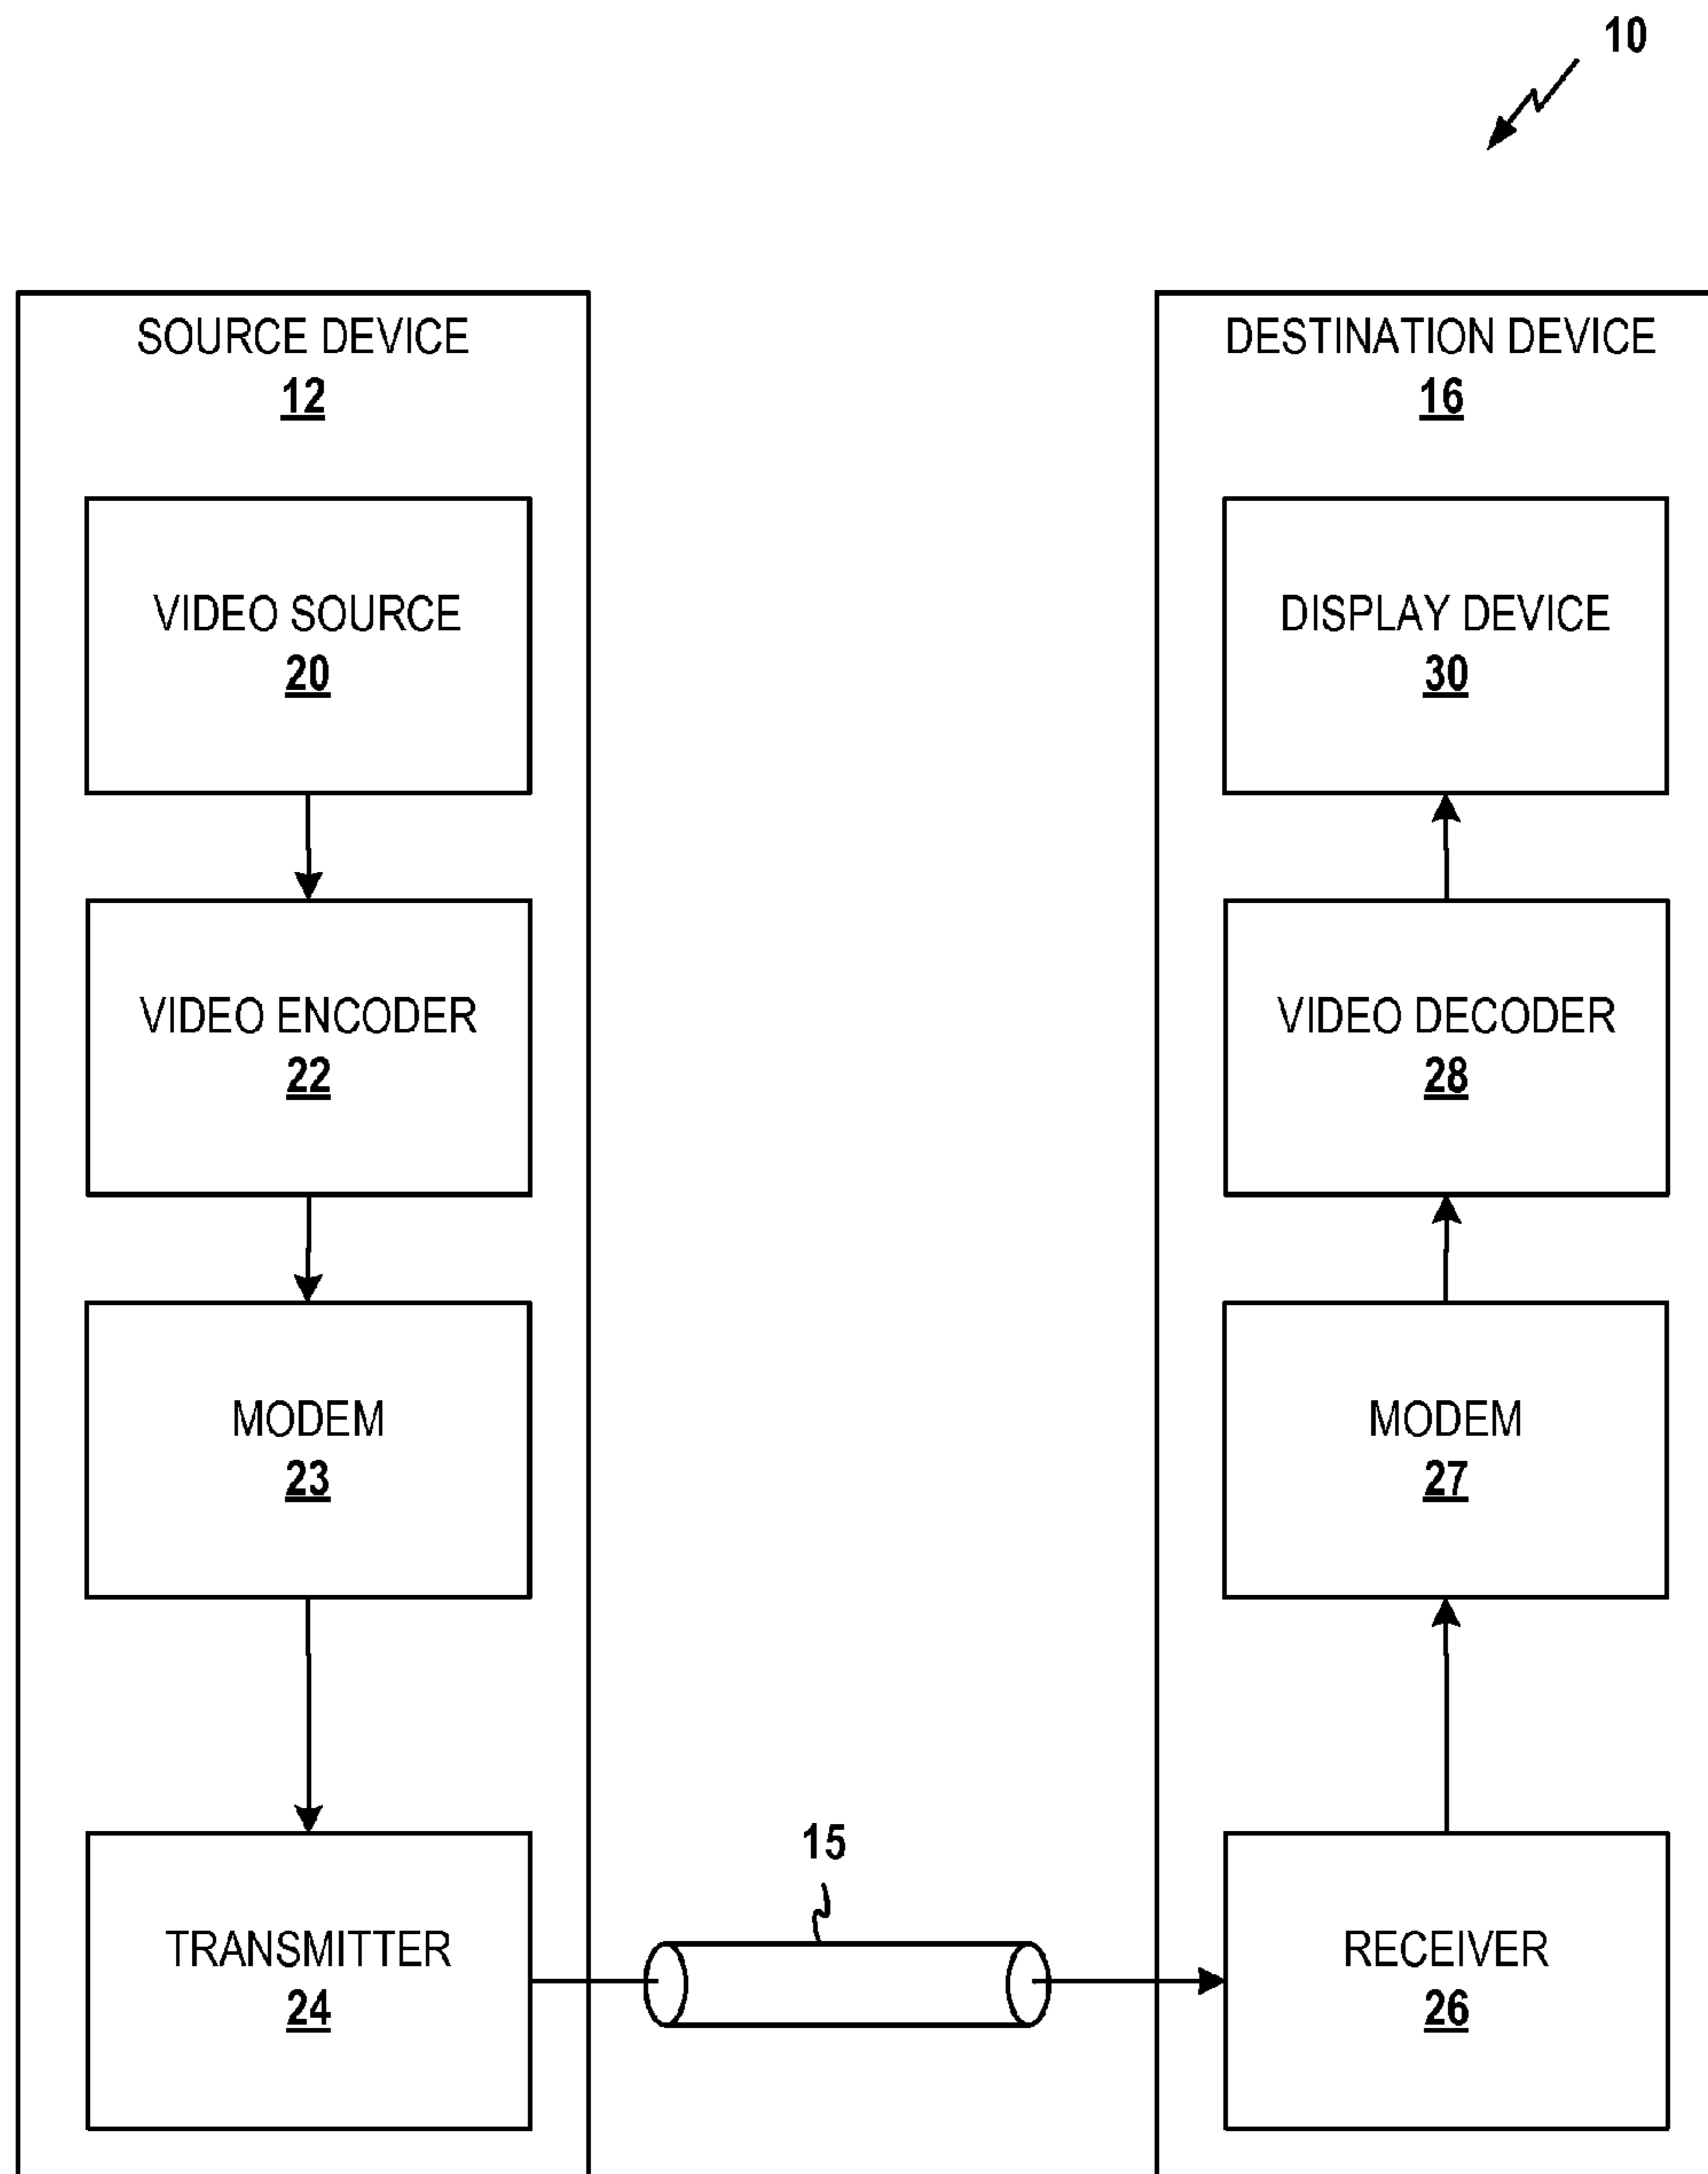 10
SOURCE DEVICE
12
VIDEO SOURCE
20
VIDEO ENCODER
22
MODEM
23
TRANSMITTER
24
15
DESTINATION DEVICE
16
DISPLAY DEVICE
30
VIDEO DECODER
28
MODEM
27
RECEIVER
26